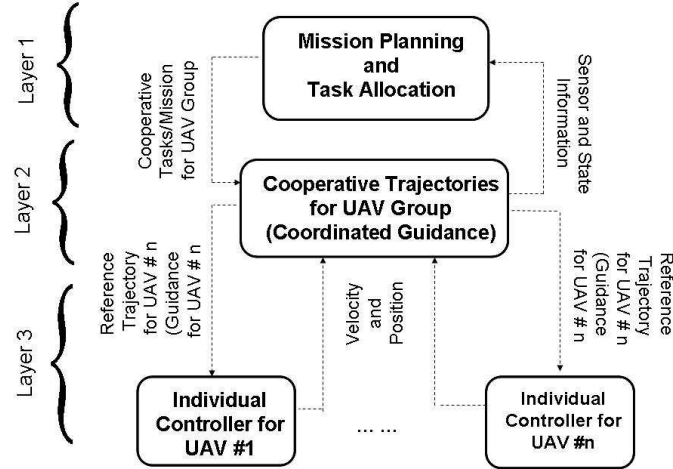 Layer 1
Mission Planning
and
Task Allocation
Cooperative
Tasks/Mission
for UAV Group
Sensor and State
Information
Layer 2
Cooperative Trajectories
for UAV Group
(Coordinated Guidance)
Reference
Trajectory
for UAV # n
(Guidance
for UAV # n
Velocity
and
Position
Reference
Trajectory
for UAV # n
(Guidance
for UAV # n
Layer 3
Individual
Controller for
UAV #1
... ...
Individual
Controller for
UAV #n